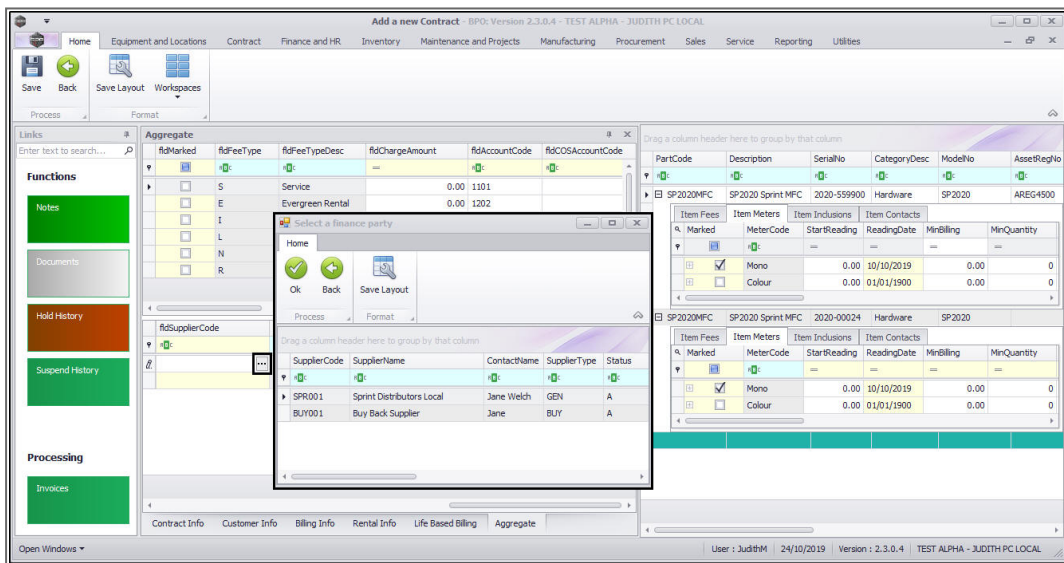 Add a new Contract - BPO: Version 2.3.0.4 - TEST ALPHA - JUDITH PC LOCAL
Home Equipment and Locations Contract Finance and HR Inventory Maintenance and Projects Manufacturing Procurement Sales Service Reporting Utilities
Save Back Save Layout Workspaces
Process Format
Links
Enter text to search...
Functions
Notes
Documents
Hold History
Suspend History
Processing
Invoices
Aggregate
fldMarked fldFeeType fldFeeTypeDesc fldChargeAmount fldAccountCode fldCOSAccountCode
S Service 0.00 1101
E Evergreen Rental 0.00 1202
I
L
N
R
fldSupplierCode
Select a finance party
Home
Ok Back Save Layout
Process Format
Drag a column header here to group by that column
SupplierCode SupplierName ContactName SupplierType Status
SPR001 Sprint Distributors Local Jane Welch GEN A
BUY001 Buy Back Supplier Jane BUY A
Contract Info Customer Info Billing Info Rental Info Life Based Billing Aggregate
Drag a column header here to group by that column
PartCode Description SerialNo CategoryDesc ModelNo AssetRegNo
SP2020MFC SP2020 Sprint MFC 2020-559900 Hardware SP2020 AREG4500
Item Fees Item Meters Item Inclusions Item Contacts
Marked MeterCode StartReading ReadingDate MinBilling MinQuantity
Mono 0.00 10/10/2019 0.00 0
Colour 0.00 01/01/1900 0.00 0
SP2020MFC SP2020 Sprint MFC 2020-00024 Hardware SP2020
Item Fees Item Meters Item Inclusions Item Contacts
Marked MeterCode StartReading ReadingDate MinBilling MinQuantity
Mono 0.00 10/10/2019 0.00 0
Colour 0.00 01/01/1900 0.00 0
Open Windows User : JudithM 24/10/2019 Version : 2.3.0.4 TEST ALPHA - JUDITH PC LOCAL